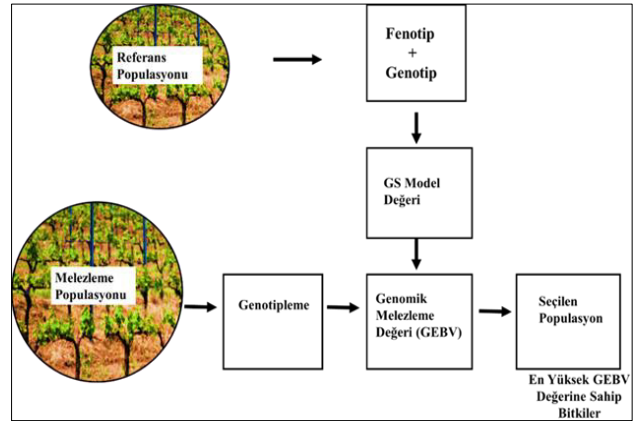 Referans
Populasyonu
Fenotip
+
Genotip
GS Model
Değeri
Melezleme
Populasyonu
Genotipleme
Genomik
Melezleme
Değeri (GEBV)
Seçilen
Populasyon
En Yüksek GEBV
Değerine Sahip
Bitkiler